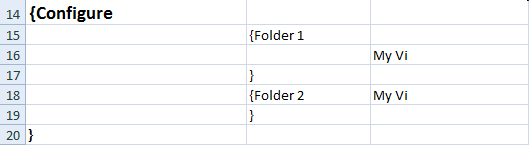 14 {Configure
15 {Folder 1
16 My Vi
17 }
18 {Folder 2 My Vi
19 }
20 }